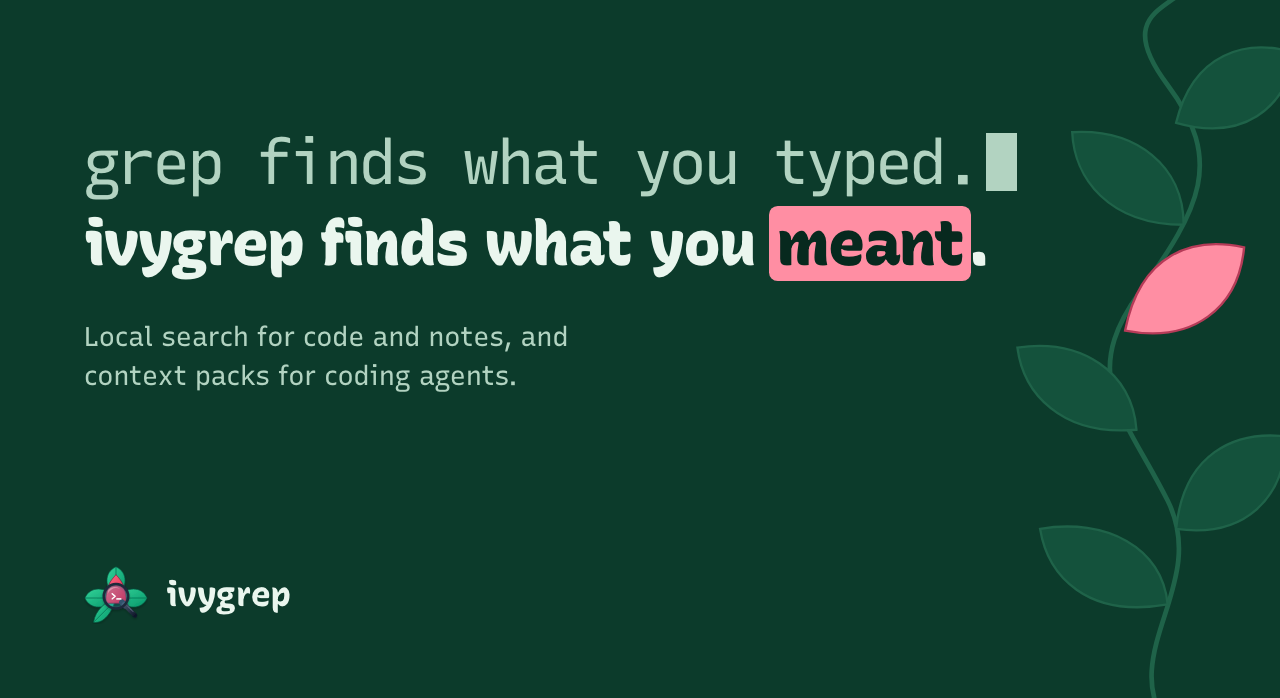 grep finds what you typed.
ivygrep finds what you meant.
Local search for code and notes, and
context packs for coding agents.
ivygrep